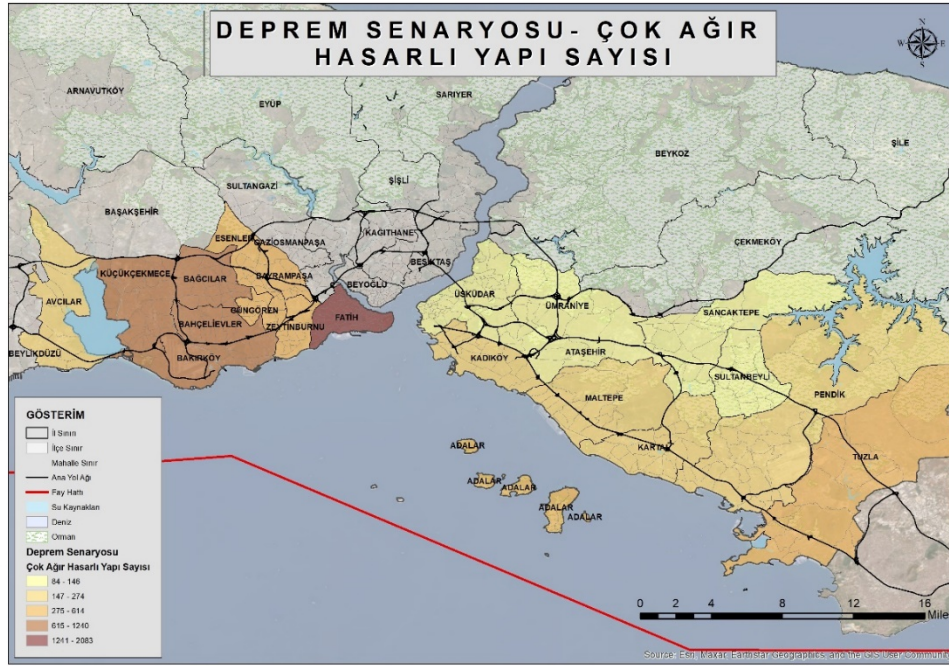 DEPREM SENARYOSU- ÇOK AĞIR
HASARLI YAPI SAYISI
N
W
E
S
ARNAVUTKÖY
EYÜP
SARIYER
BEYKOZ
ŞİLE
SULTANGAZİ
ŞİŞLİ
BAŞAKŞEHİR
ESENLER
GAZİOSMANPAŞA
KAĞITHANE
ÇEKMEKÖY
KÜÇÜKÇEKMECE
BAĞCILAR
BAYRAMPAŞA
BEŞİKTAŞ
BEYOĞLU
AVCILAR
ÜSKÜDAR
ÜMRANİYE
SANCAKTEPE
BAHÇELİEVLER
GÜNGÖREN
ZEYTİNBURNU
FATİH
BEYLİKDÜZÜ
BAKIRKÖY
KADIKÖY
ATAŞEHİR
SULTANBEYLİ
MALTEPE
PENDİK
KARTAL
TUZLA
ADALAR
ADALAR
ADALAR
ADALAR
ADALAR
GÖSTERİM
İl Sınırı
İlçe Sınır
Mahalle Sınır
Ana Yol Ağı
Fay Hattı
Su Kaynakları
Deniz
Orman
Deprem Senaryosu
Çok Ağır Hasarlı Yapı Sayısı
84 - 146
147 - 274
275 - 614
615 - 1240
1241 - 2083
0 2 4 8 12 16
Mile
Source: Esri, Maxar, Earthstar Geographics, and the GIS User Communi